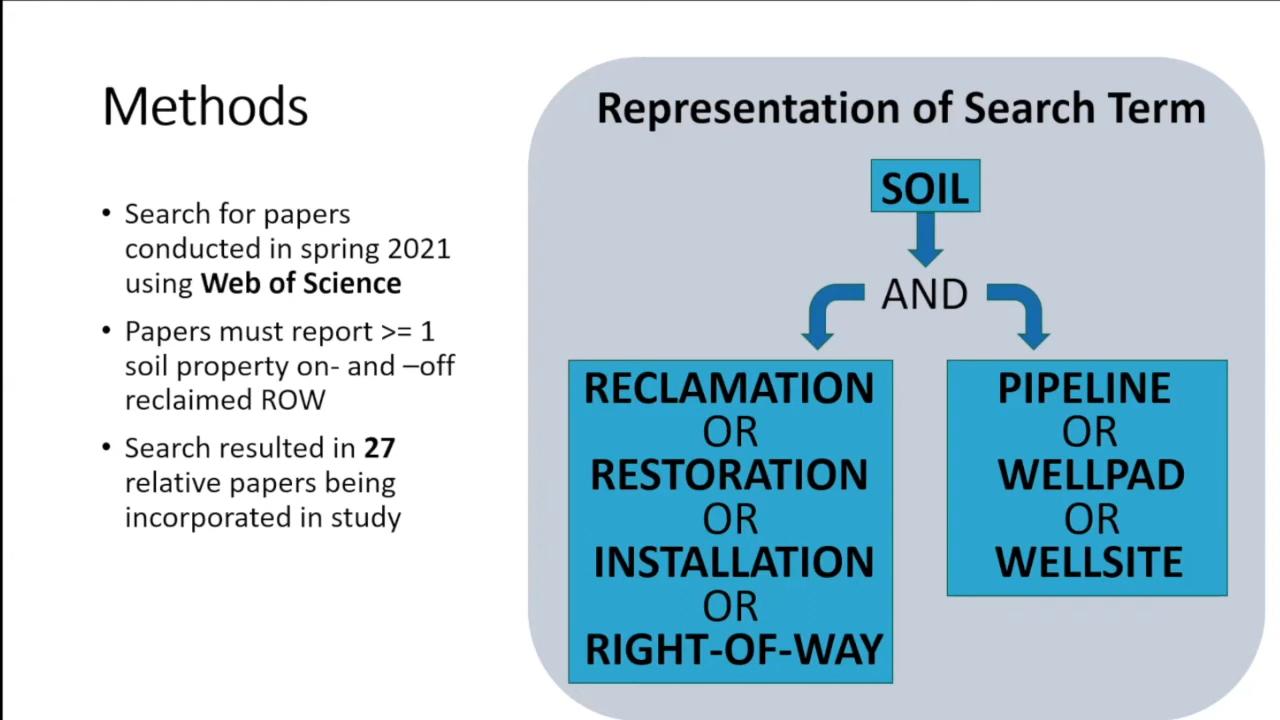 Methods
• Search for papers
conducted in spring 2021
using Web of Science
• Papers must report >= 1
soil property on- and –off
reclaimed ROW
• Search resulted in 27
relative papers being
incorporated in study
Representation of Search Term
SOIL
AND
RECLAMATION
OR
RESTORATION
OR
INSTALLATION
OR
RIGHT-OF-WAY
PIPELINE
OR
WELLPAD
OR
WELLSITE